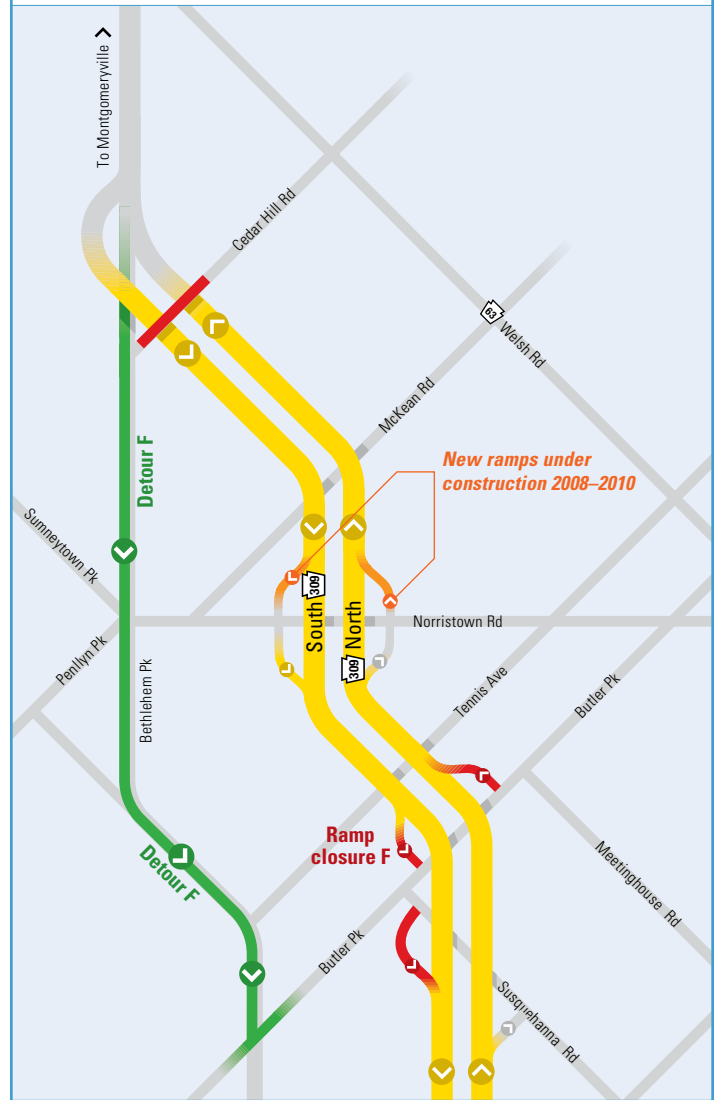 To Montgomeryville
Cedar Hill Rd
63
Welsh Rd
McKean Rd
New ramps under
construction 2008–2010
Detour F
Sumneytown Pk
309
South
North
Norristown Rd
Penllyn Pk
Bethlehem Pk
309
Tennis Ave
Butler Pk
Ramp
closure F
Detour F
Meetinghouse Rd
Butler Pk
Susquehanna Rd